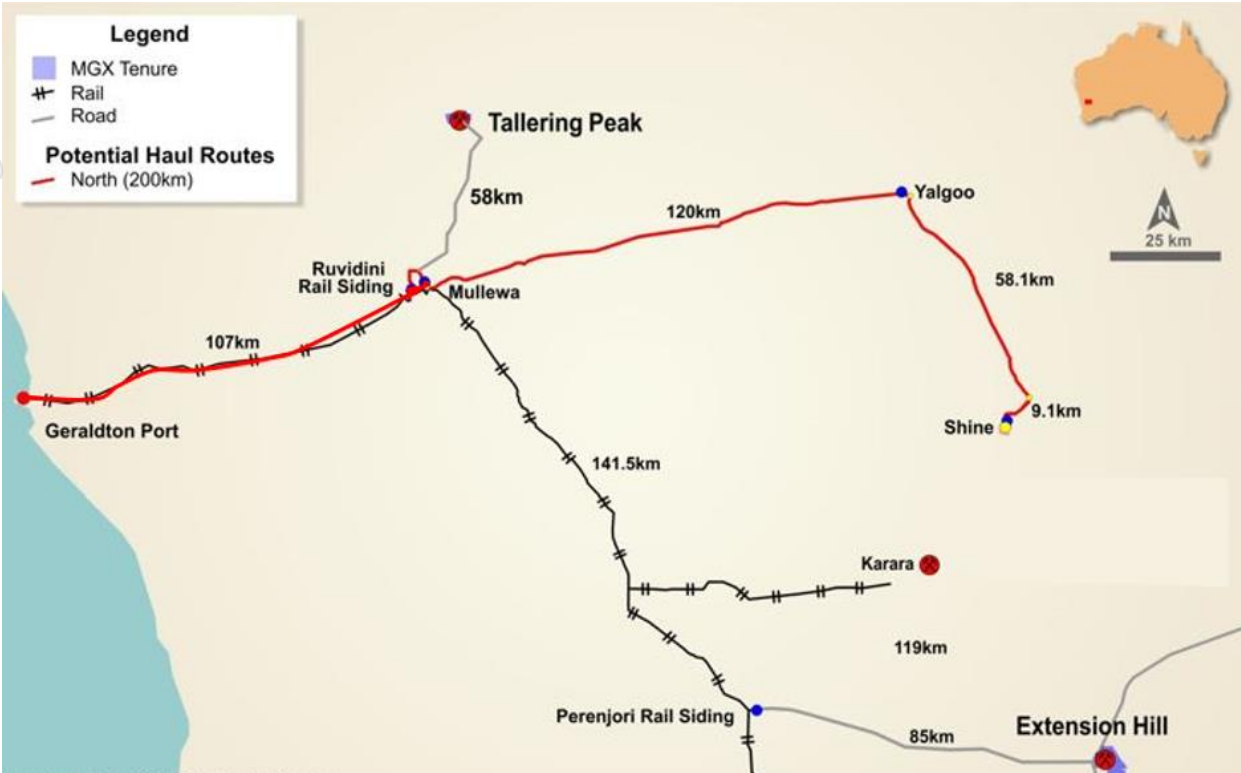 Legend
MGX Tenure
Rail
Road
Potential Haul Routes
North (200km)
Tallering Peak
58km
N
25 km
Yalgoo
120km
Ruvidini
Rail Siding
Mullewa
58.1km
107km
Geraldton Port
9.1km
Shine
141.5km
Karara
119km
Perenjori Rail Siding
85km
Extension Hill